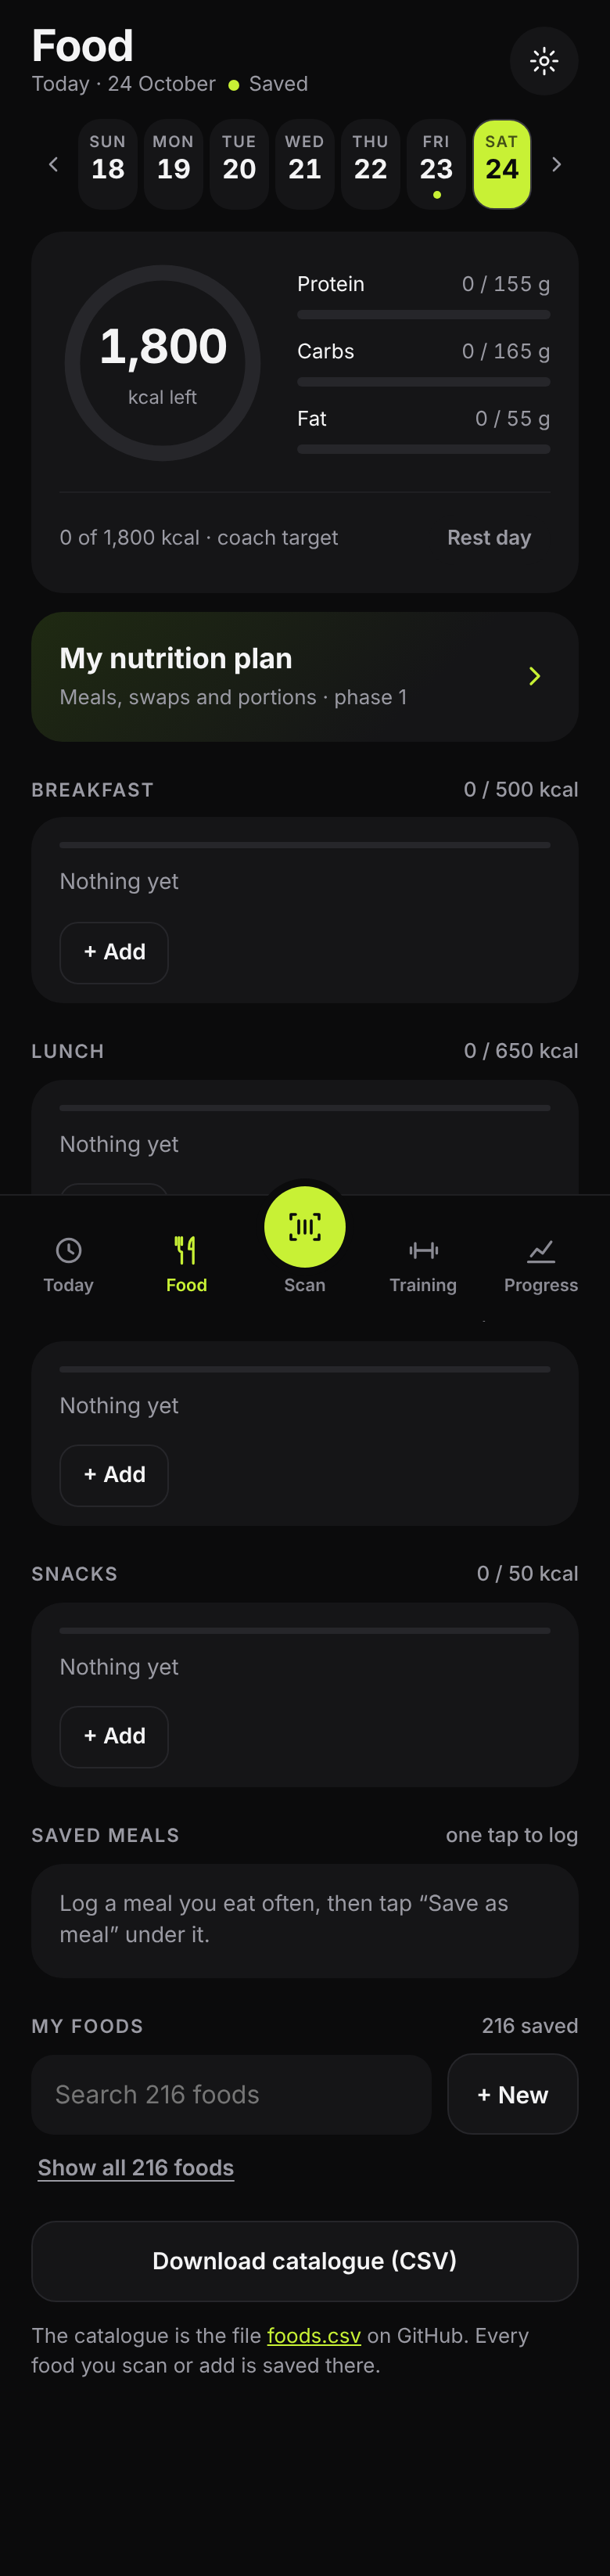 Food
Today · 24 October Saved
SUN MON TUE WED THU FRI SAT
18 19 20 21 22 23 24
1,800
kcal left
Protein 0 / 155 g
Carbs 0 / 165 g
Fat 0 / 55 g
0 of 1,800 kcal · coach target Rest day
My nutrition plan
Meals, swaps and portions · phase 1
BREAKFAST 0 / 500 kcal
Nothing yet
+ Add
LUNCH 0 / 650 kcal
Nothing yet
Today Food Scan Training Progress
Nothing yet
+ Add
SNACKS 0 / 50 kcal
Nothing yet
+ Add
SAVED MEALS one tap to log
Log a meal you eat often, then tap “Save as
meal” under it.
MY FOODS 216 saved
Search 216 foods + New
Show all 216 foods
Download catalogue (CSV)
The catalogue is the file foods.csv on GitHub. Every
food you scan or add is saved there.